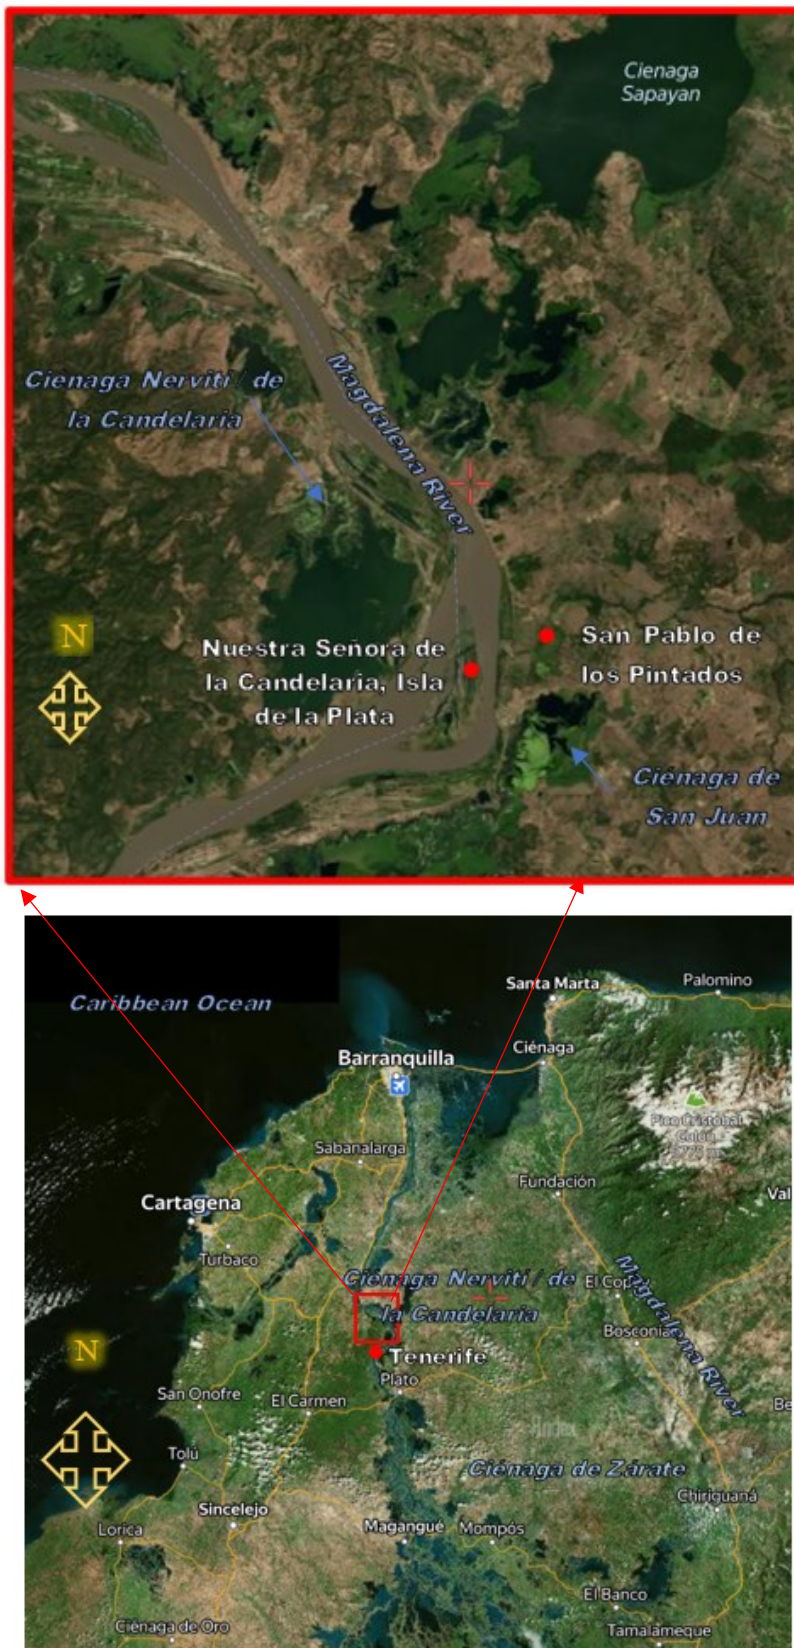 Cienaga
Sapayan
Cienaga Nerviti / de
la Candelaria
Magdalena River
N
Nuestra Señora de
la Candelaria, Isla
de la Plata
San Pablo de
los Pintados
Ciénaga de
San Juan
Caribbean Ocean
Santa Marta
Palomino
Ciénaga
Barranquilla
Pico Cristóbal
Colón
Sabanalarga
Fundación
Val
Cartagena
Turbaco
Ciénaga Nerviti / de
la Candelaria
El Cop
Magdalena River
Bosconia
N
Tenerife
Plato
San Onofre
El Carmen
Be
Tolú
Ciénaga de Zárate
Chiriguaná
Sincelejo
Lorica
Magangué
Mompós
El Banco
Ciénaga de Oro
Tamalameque